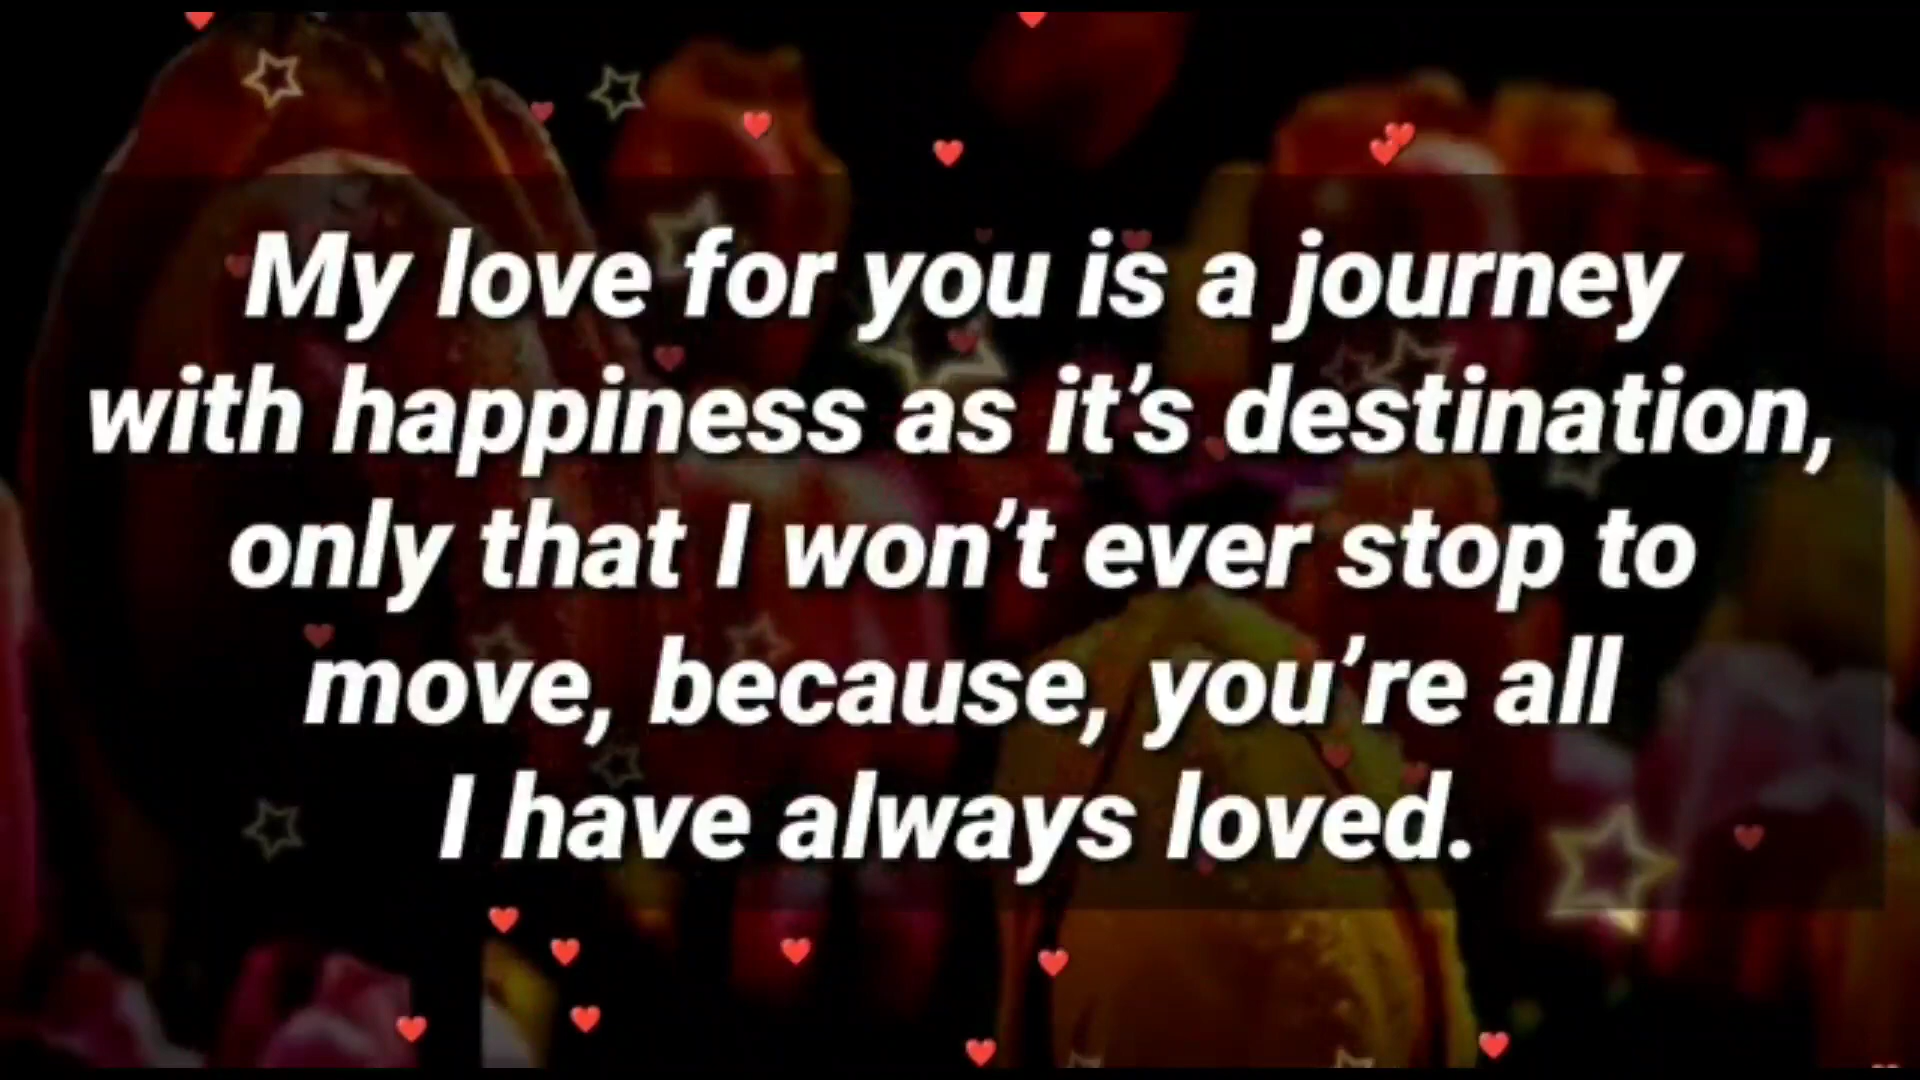 My love for you is a journey
with happiness as it’s destination,
only that I won’t ever stop to
move, because, you’re all
I have always loved.